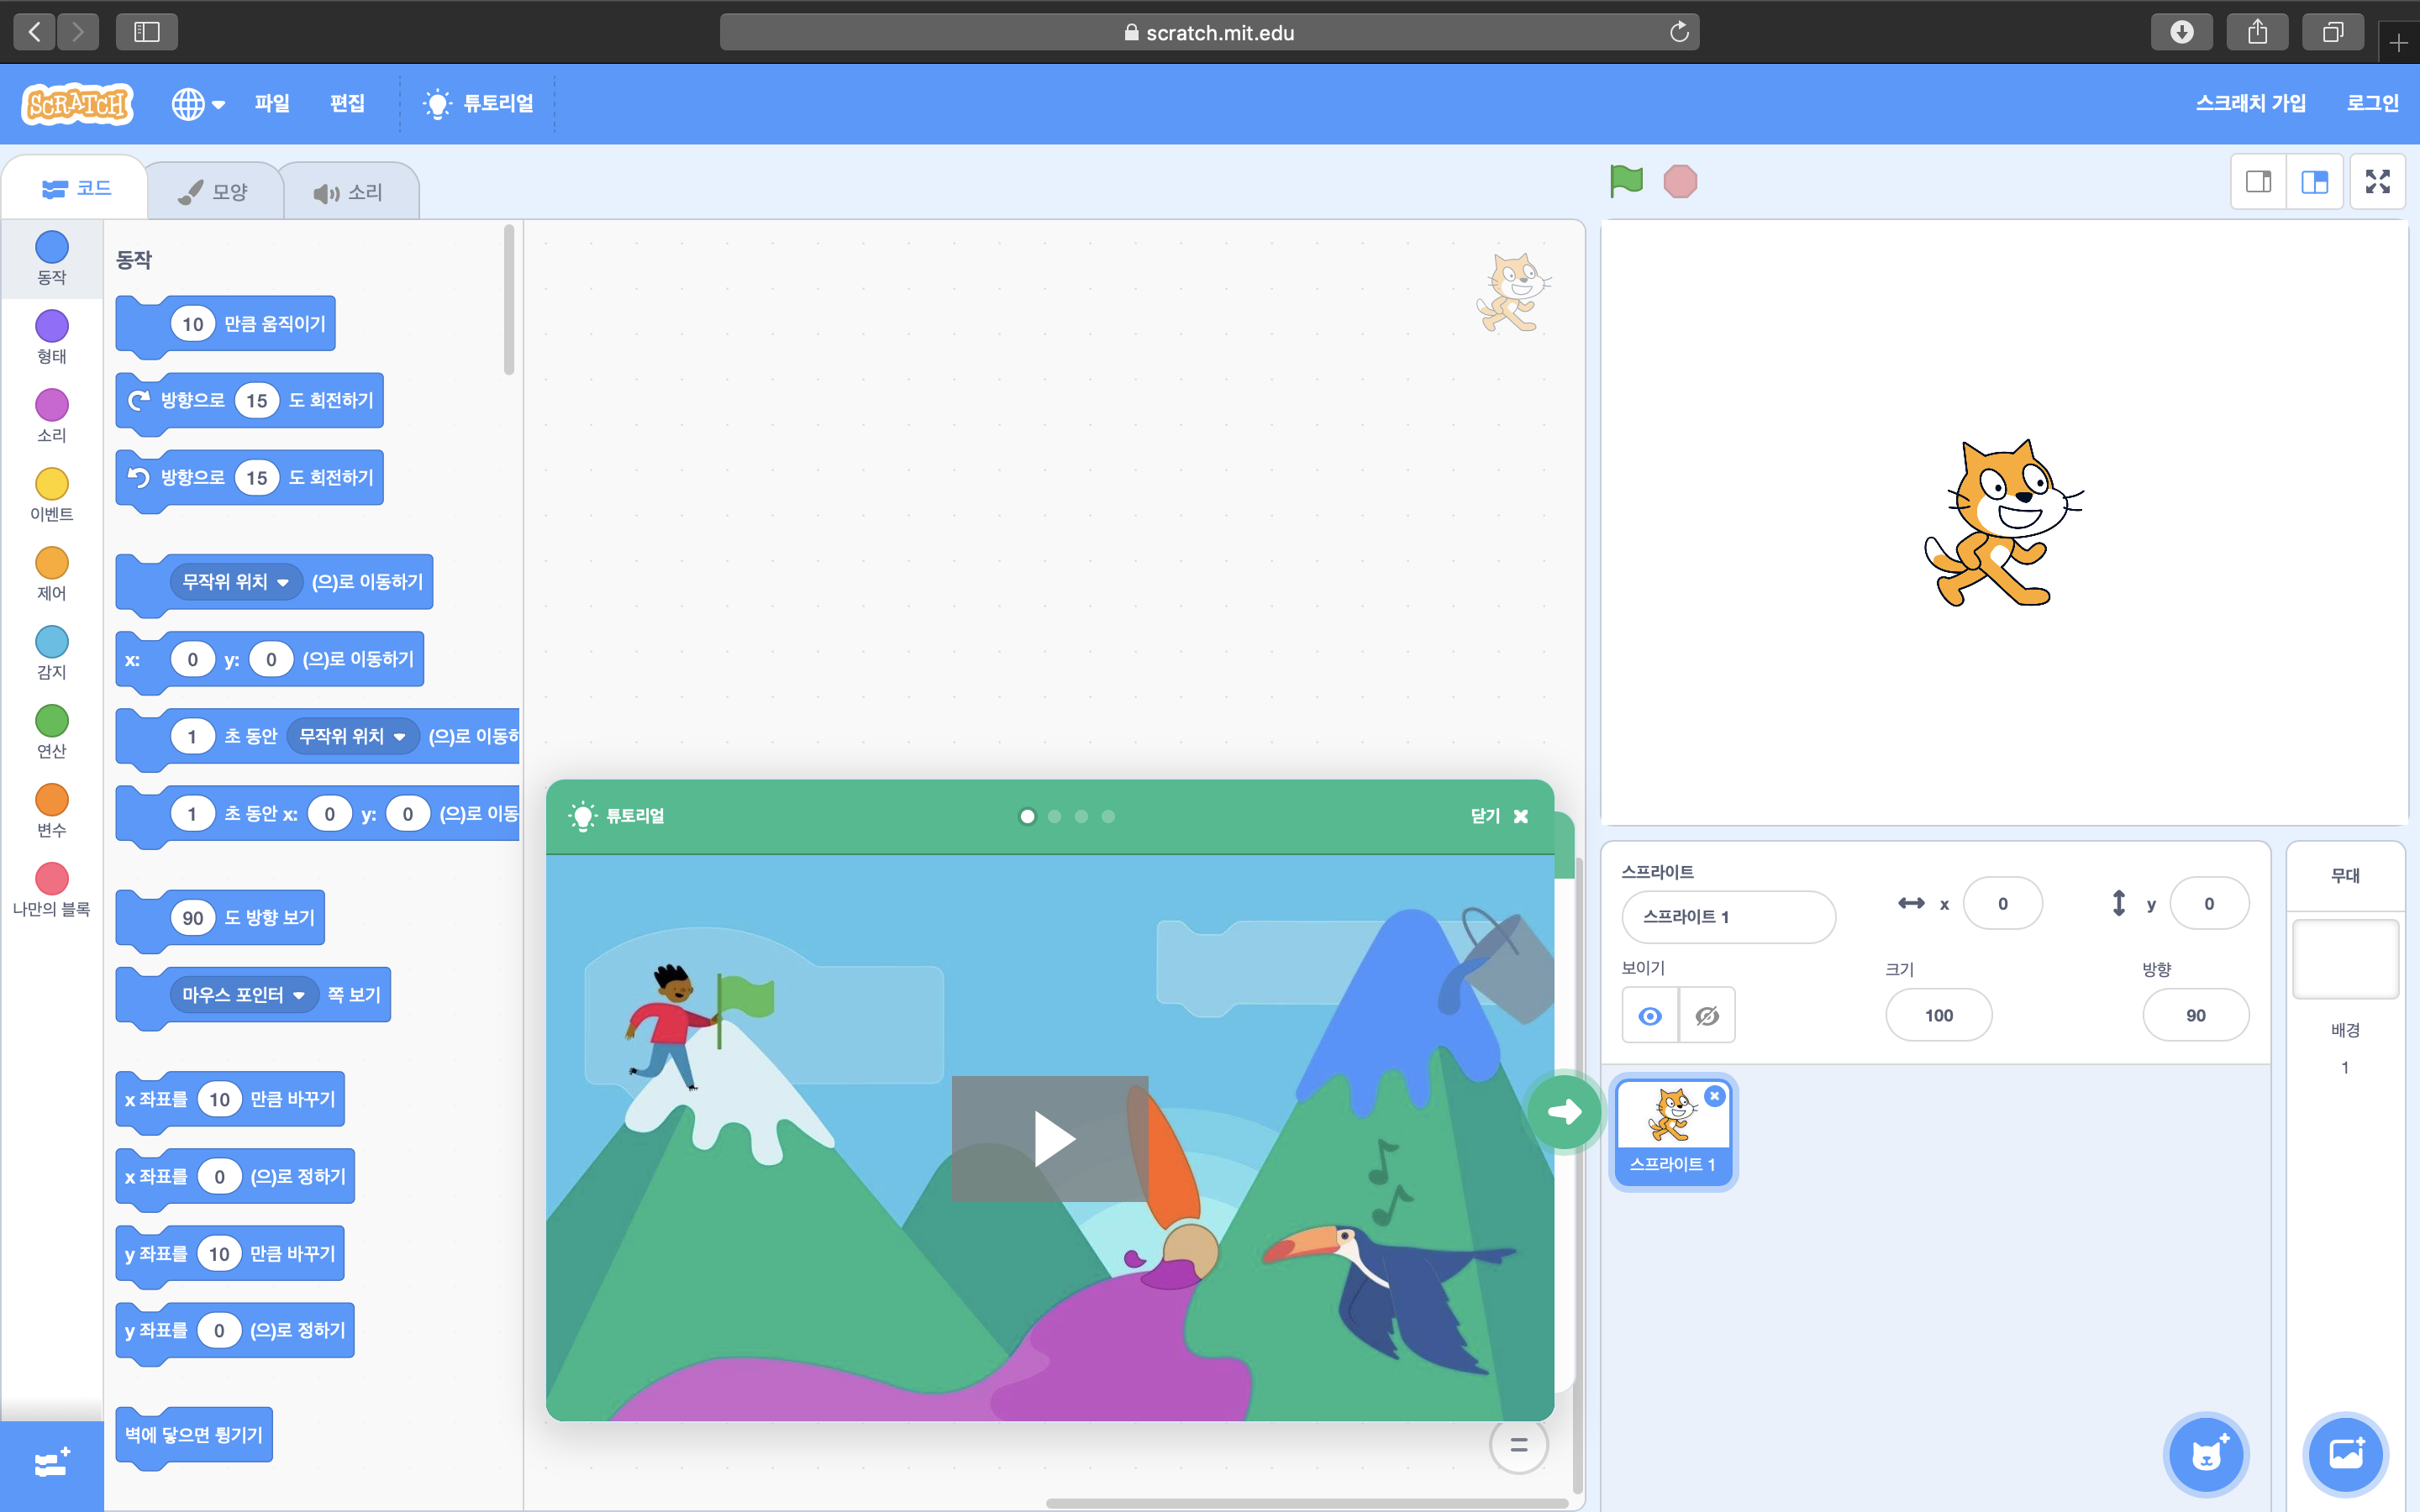 scratch.mit.edu
SCRATCH 파일 편집 튜토리얼 스크래치 가입 로그인
코드 모양 소리
동작
형태
소리
이벤트
제어
감지
연산
변수
나만의 블록
동작
10 만큼 움직이기
방향으로 15 도 회전하기
방향으로 15 도 회전하기
무작위 위치 (으)로 이동하기
x: 0 y: 0 (으)로 이동하기
1 초 동안 무작위 위치 (으)로 이동하
1 초 동안 x: 0 y: 0 (으)로 이동
90 도 방향 보기
마우스 포인터 쪽 보기
x 좌표를 10 만큼 바꾸기
x 좌표를 0 (으)로 정하기
y 좌표를 10 만큼 바꾸기
y 좌표를 0 (으)로 정하기
벽에 닿으면 튕기기
튜토리얼 닫기
스프라이트
스프라이트 1 x 0 y 0
보이기 크기 방향
100 90
스프라이트 1
무대
배경
1